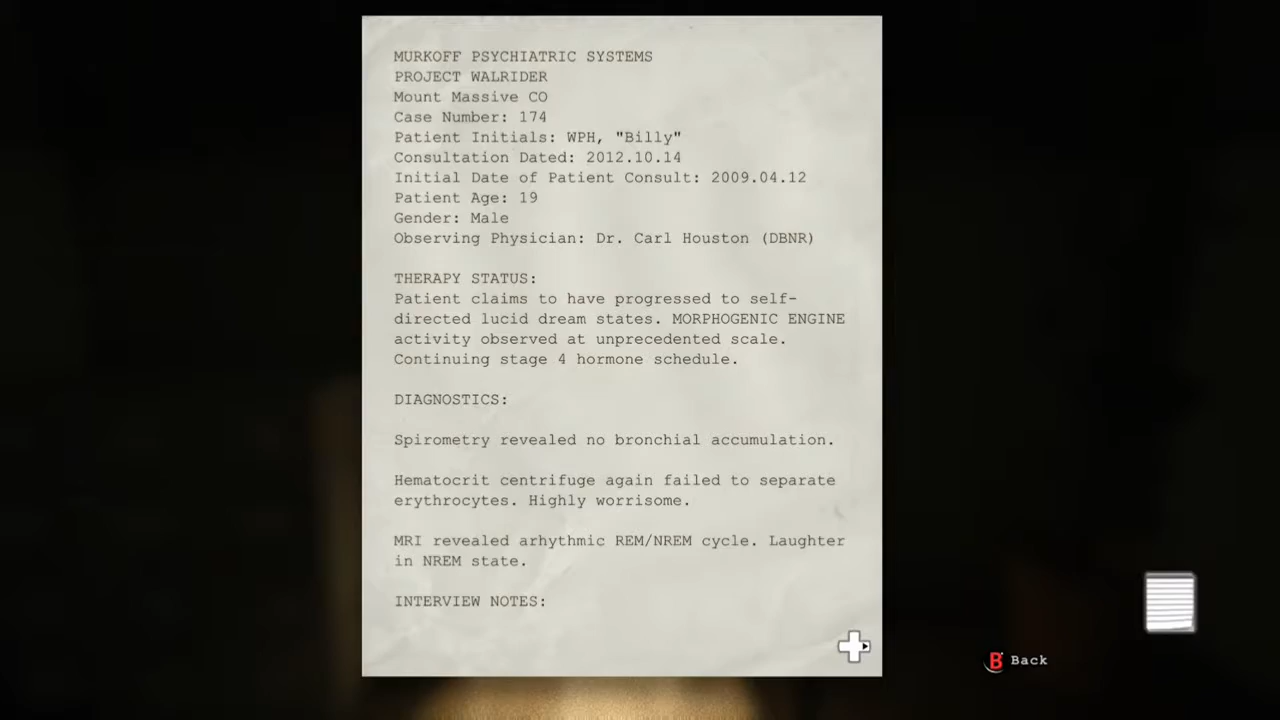 MURKOFF PSYCHIATRIC SYSTEMS
PROJECT WALRIDER
Mount Massive CO
Case Number: 174
Patient Initials: WPH, "Billy"
Consultation Dated: 2012.10.14
Initial Date of Patient Consult: 2009.04.12
Patient Age: 19
Gender: Male
Observing Physician: Dr. Carl Houston (DBNR)
THERAPY STATUS:
Patient claims to have progressed to self-
directed lucid dream states. MORPHOGENIC ENGINE
activity observed at unprecedented scale.
Continuing stage 4 hormone schedule.
DIAGNOSTICS:
Spirometry revealed no bronchial accumulation.
Hematocrit centrifuge again failed to separate
erythrocytes. Highly worrisome.
MRI revealed arhythmic REM/NREM cycle. Laughter
in NREM state.
INTERVIEW NOTES:
B Back